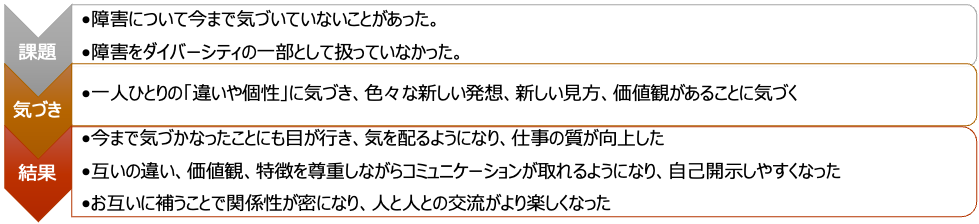 課題
•障害について今まで気づいていないことがあった。
•障害をダイバーシティの一部として扱っていなかった。
気づき
•一人ひとりの「違いや個性」に気づき、色々な新しい発想、新しい見方、価値観があることに気づく
結果
•今まで気づかなったことにも目が行き、気を配るようになり、仕事の質が向上した
•互いの違い、価値観、特徴を尊重しながらコミュニケーションが取れるようになり、自己開示しやすくなった
•お互いに補うことで関係性が密になり、人と人との交流がより楽しくなった